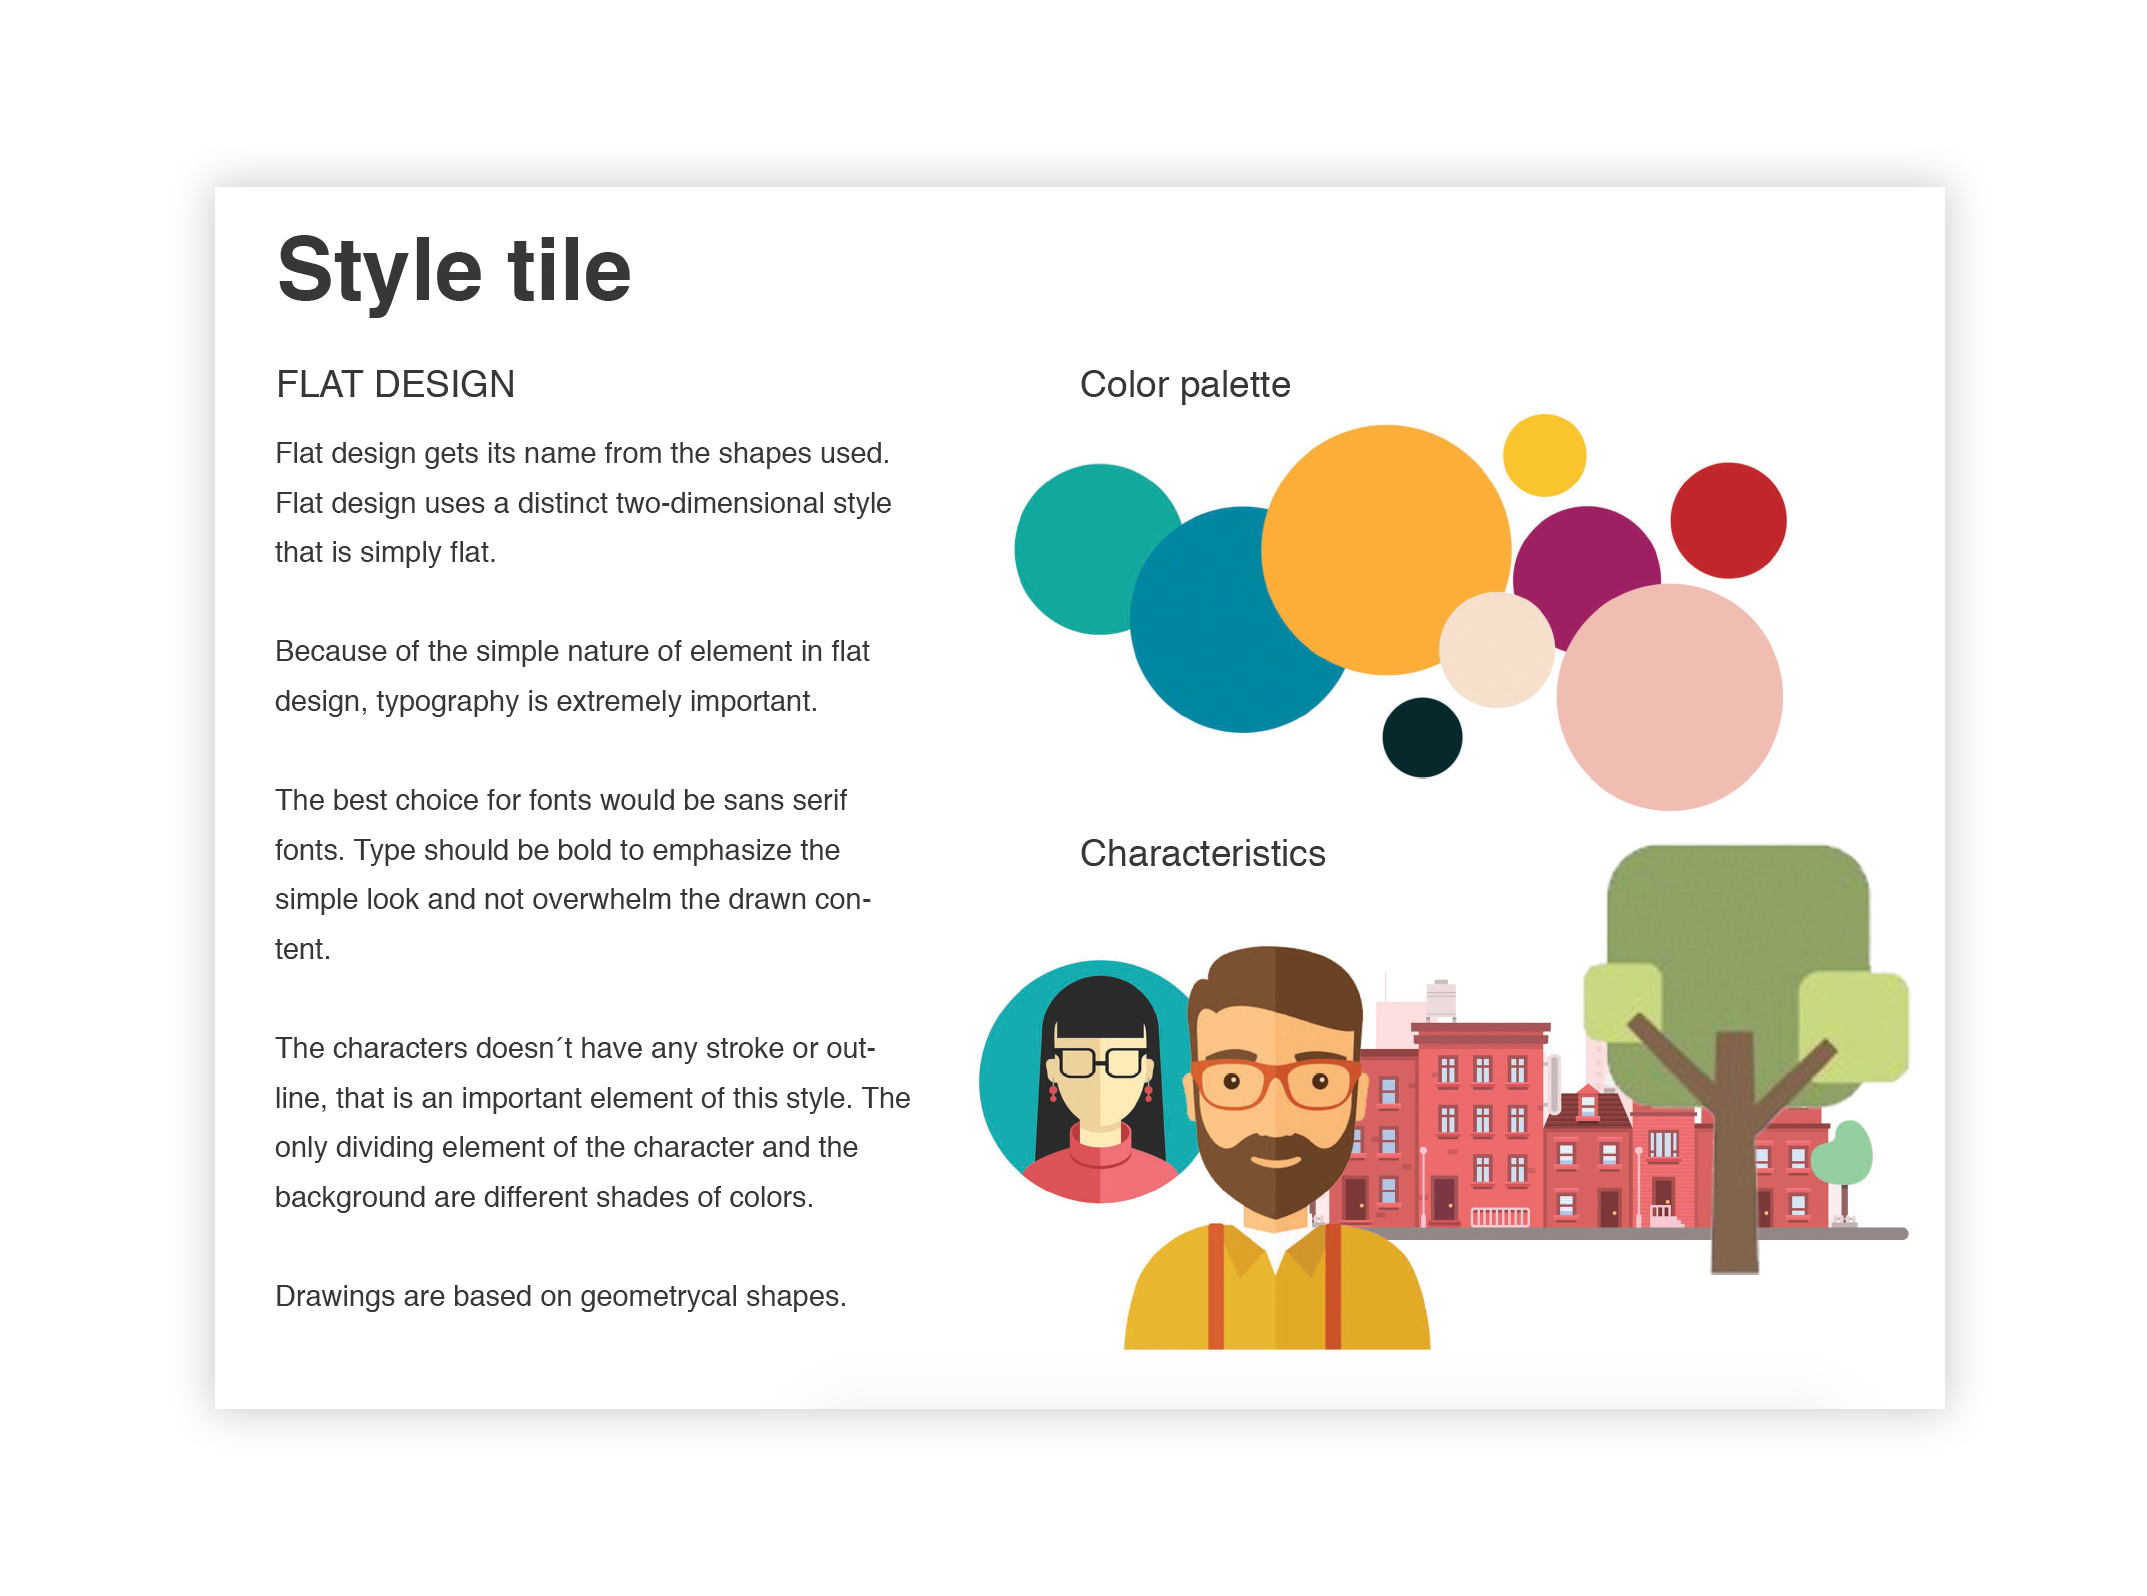 Style tile
FLAT DESIGN
Flat design gets its name from the shapes used.
Flat design uses a distinct two-dimensional style
that is simply flat.
Because of the simple nature of element in flat
design, typography is extremely important.
The best choice for fonts would be sans serif
fonts. Type should be bold to emphasize the
simple look and not overwhelm the drawn con-
tent.
The characters doesn´t have any stroke or out-
line, that is an important element of this style. The
only dividing element of the character and the
background are different shades of colors.
Drawings are based on geometrycal shapes.
Color palette
Characteristics